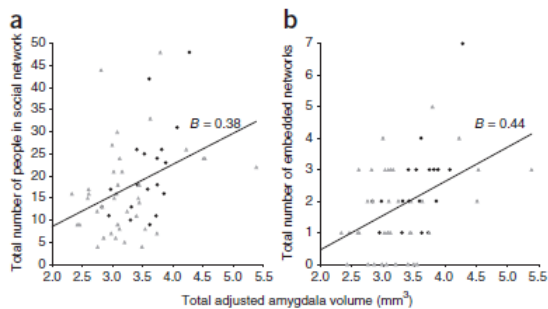 a
Total number of people in social network
50
45
40
35
30
25
20
15
10
5
0
2.0 2.5 3.0 3.5 4.0 4.5 5.0 5.5
B = 0.38
b
Total number of embedded networks
7
6
5
4
3
2
1
0
2.0 2.5 3.0 3.5 4.0 4.5 5.0 5.5
B = 0.44
Total adjusted amygdala volume (mm³)